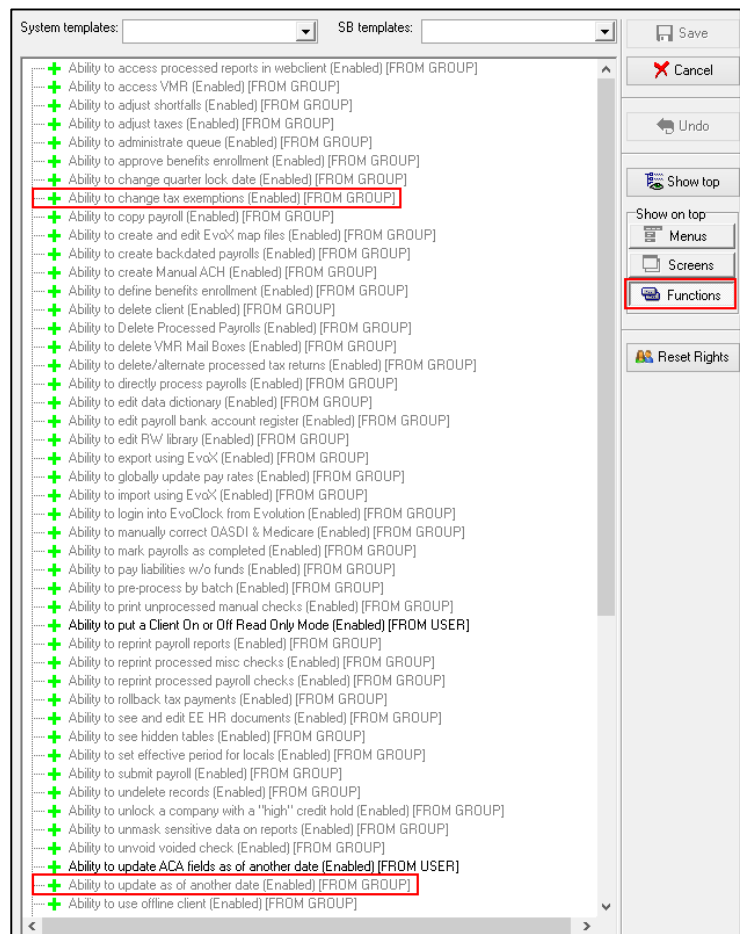 System templates:
SB templates:
Save
Ability to access processed reports in webclient (Enabled) [FROM GROUP]
Ability to access VMR (Enabled) [FROM GROUP]
Ability to adjust shortfalls (Enabled) [FROM GROUP]
Ability to adjust taxes (Enabled) [FROM GROUP]
Ability to administrate queue (Enabled) [FROM GROUP]
Ability to approve benefits enrollment (Enabled) [FROM GROUP]
Ability to change quarter lock date (Enabled) [FROM GROUP]
Ability to change tax exemptions (Enabled) [FROM GROUP]
Ability to copy payroll (Enabled) [FROM GROUP]
Ability to create and edit EvoX map files (Enabled) [FROM GROUP]
Ability to create backdated payrolls (Enabled) [FROM GROUP]
Ability to create Manual ACH (Enabled) [FROM GROUP]
Ability to define benefits enrollment (Enabled) [FROM GROUP]
Ability to delete client (Enabled) [FROM GROUP]
Ability to Delete Processed Payrolls (Enabled) [FROM GROUP]
Ability to delete VMR Mail Boxes (Enabled) [FROM GROUP]
Ability to delete/alternate processed tax returns (Enabled) [FROM GROUP]
Ability to directly process payrolls (Enabled) [FROM GROUP]
Ability to edit data dictionary (Enabled) [FROM GROUP]
Ability to edit payroll bank account register (Enabled) [FROM GROUP]
Ability to edit RW library (Enabled) [FROM GROUP]
Ability to export using EvoX (Enabled) [FROM GROUP]
Ability to globally update pay rates (Enabled) [FROM GROUP]
Ability to import using EvoX (Enabled) [FROM GROUP]
Ability to login into EvoClock from Evolution (Enabled) [FROM GROUP]
Ability to manually correct OASDI & Medicare (Enabled) [FROM GROUP]
Ability to mark payrolls as completed (Enabled) [FROM GROUP]
Ability to pay liabilities w/o funds (Enabled) [FROM GROUP]
Ability to pre-process by batch (Enabled) [FROM GROUP]
Ability to print unprocessed manual checks (Enabled) [FROM GROUP]
Ability to put a Client On or Off Read Only Mode (Enabled) [FROM USER]
Ability to reprint payroll reports (Enabled) [FROM GROUP]
Ability to reprint processed misc checks (Enabled) [FROM GROUP]
Ability to reprint processed payroll checks (Enabled) [FROM GROUP]
Ability to rollback tax payments (Enabled) [FROM GROUP]
Ability to see and edit EE HR documents (Enabled) [FROM GROUP]
Ability to see hidden tables (Enabled) [FROM GROUP]
Ability to set effective period for locals (Enabled) [FROM GROUP]
Ability to submit payroll (Enabled) [FROM GROUP]
Ability to undelete records (Enabled) [FROM GROUP]
Ability to unlock a company with a "high" credit hold (Enabled) [FROM GROUP]
Ability to unmask sensitive data on reports (Enabled) [FROM GROUP]
Ability to unvoid voided check (Enabled) [FROM GROUP]
Ability to update ACA fields as of another date (Enabled) [FROM USER]
Ability to update as of another date (Enabled) [FROM GROUP]
Ability to use offline client (Enabled) [FROM GROUP]
Cancel
Undo
Show top
Show on top
Menus
Screens
Functions
Reset Rights